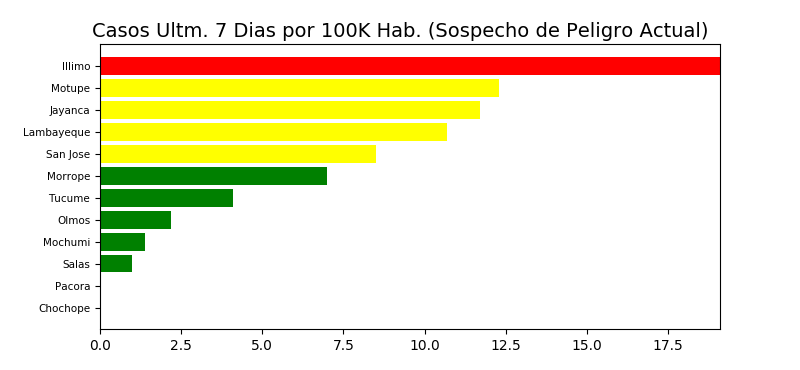 Casos Ultm. 7 Dias por 100K Hab. (Sospecho de Peligro Actual)
Illimo
Motupe
Jayanca
Lambayeque
San Jose
Morrope
Tucume
Olmos
Mochumi
Salas
Pacora
Chochope
0.0 2.5 5.0 7.5 10.0 12.5 15.0 17.5